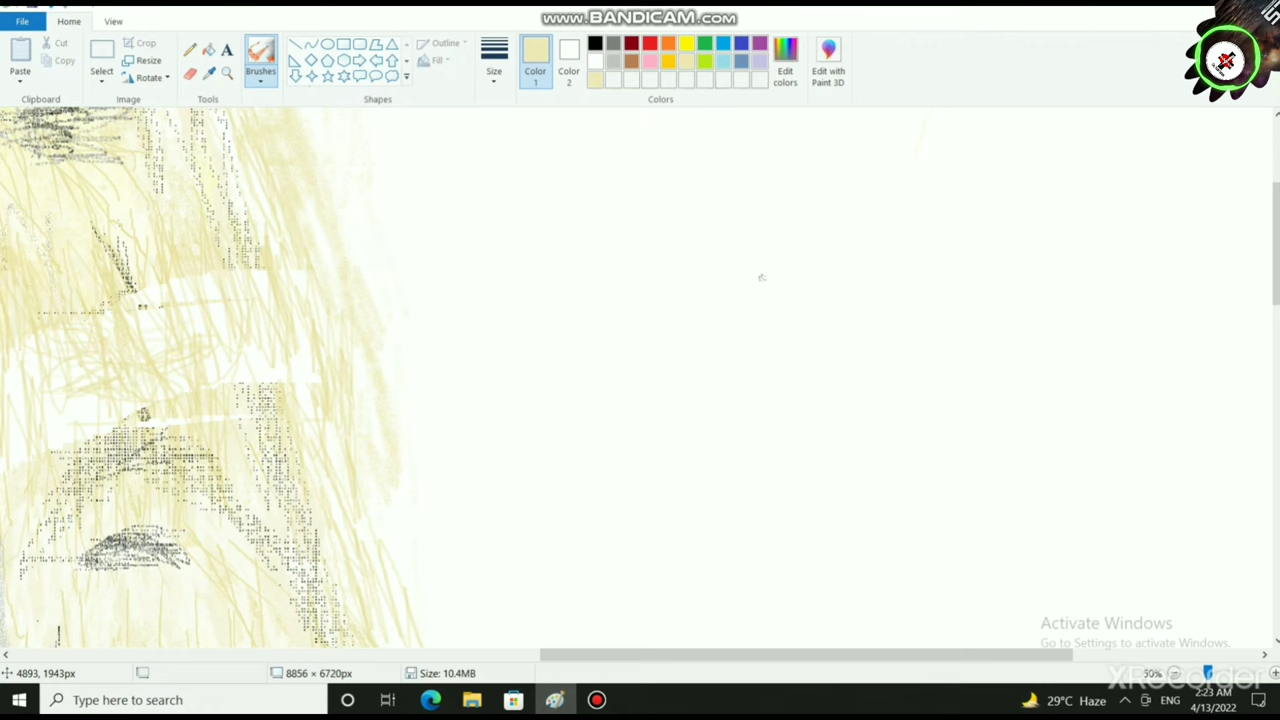 www.BANDICAM.com
File Home View
Paste
Cut
Copy
Clipboard
Select
Crop
Resize
Rotate
Image
Tools
Brushes
Shapes
Outline
Fill
Size
Color 1
Color 2
Edit colors
Edit with Paint 3D
Colors
Activate Windows
Go to Settings to activate Windows.
4893, 1943px
8856 × 6720px
Size: 10.4MB
XRecorder
Type here to search
29°C Haze
ENG
2:23 AM
4/13/2022